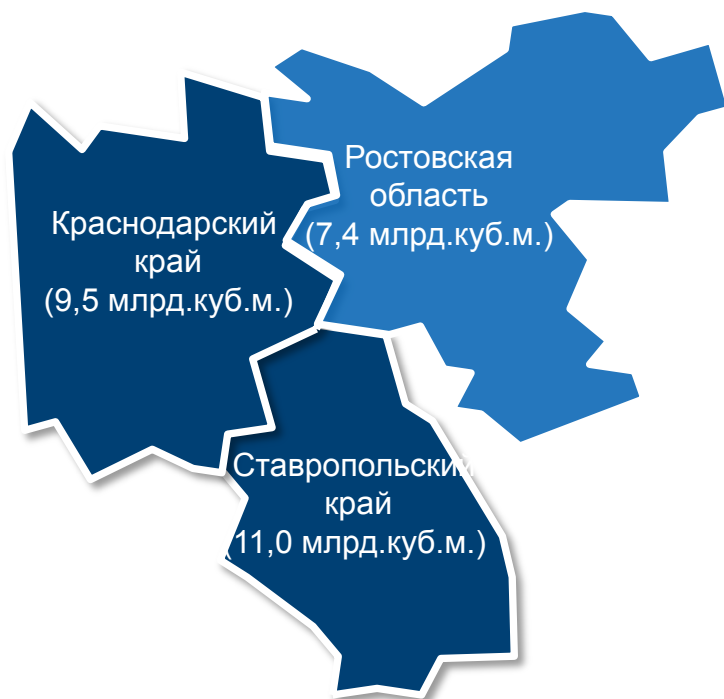 Ростовская
область
(7,4 млрд.куб.м.)
Краснодарский
край
(9,5 млрд.куб.м.)
Ставропольский
край
(11,0 млрд.куб.м.)